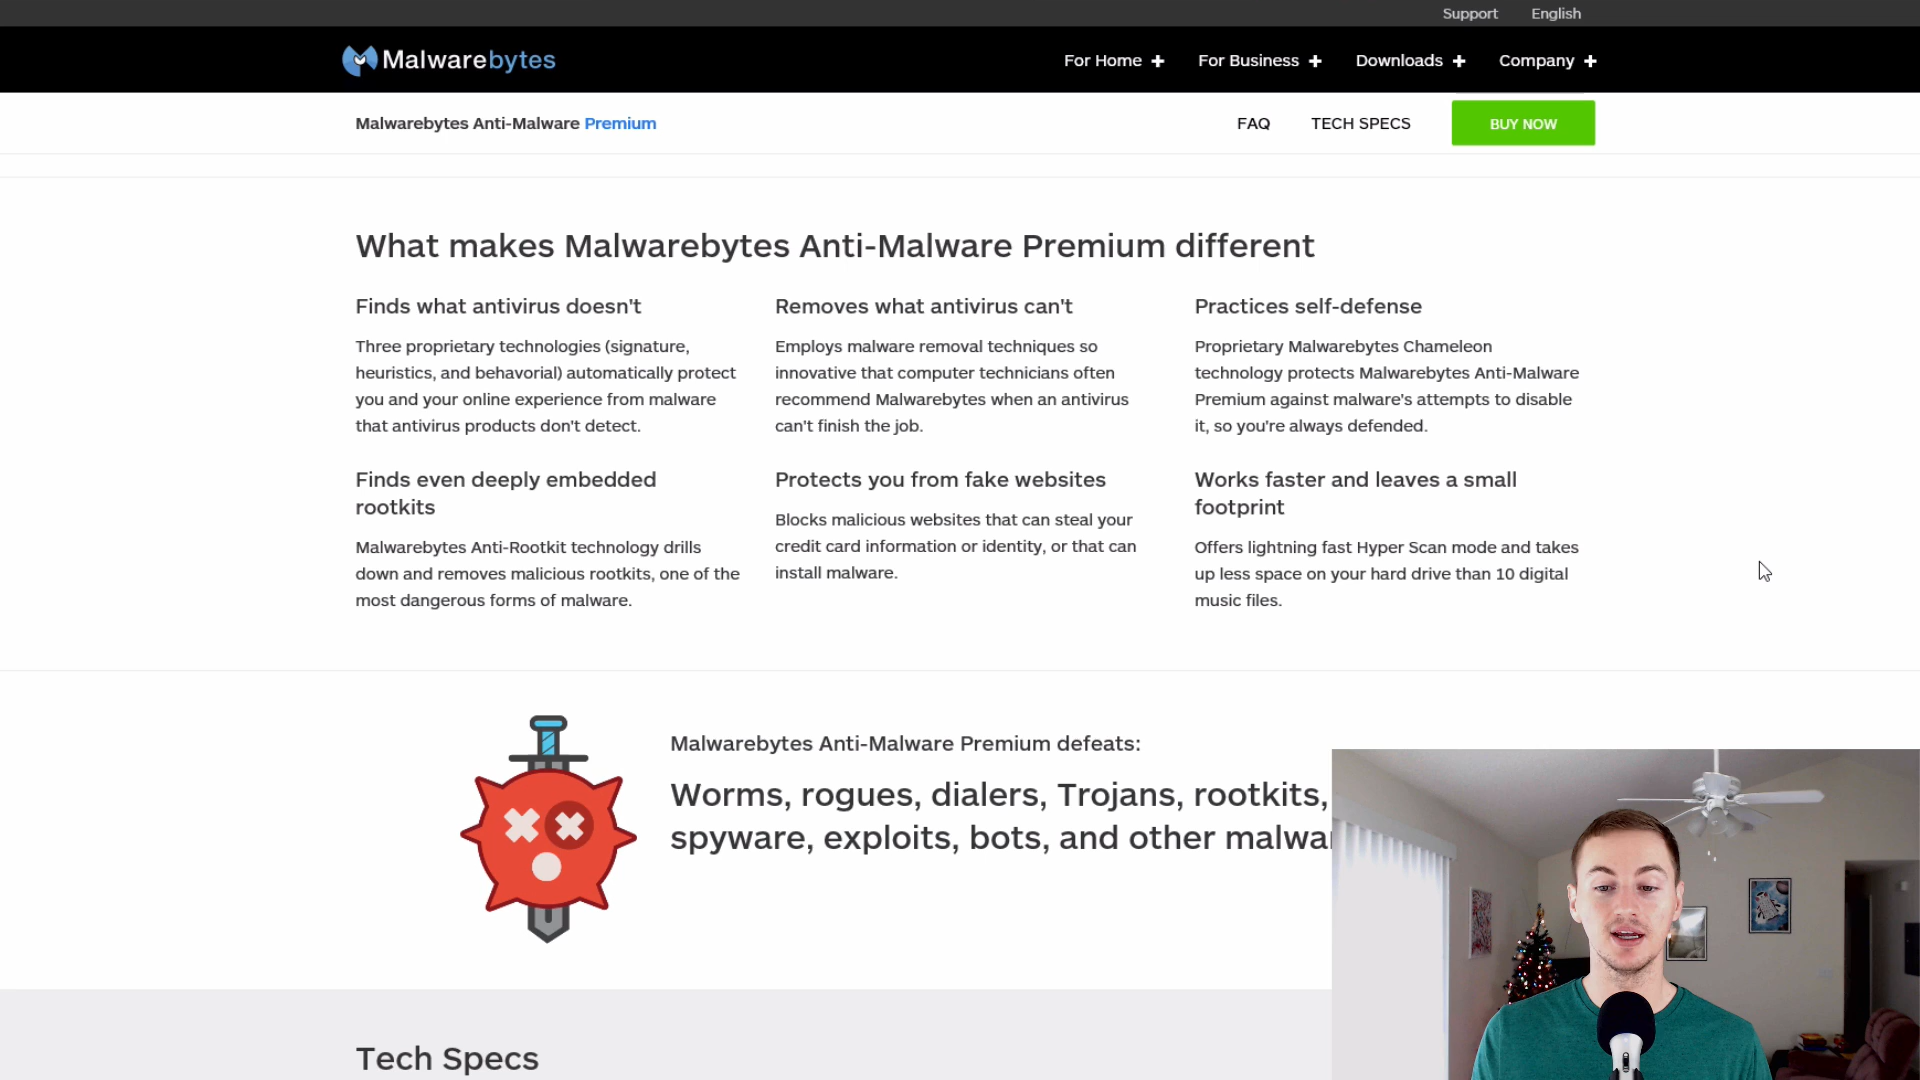 Support English
Malwarebytes
For Home + For Business + Downloads + Company +
Malwarebytes Anti-Malware Premium
FAQ TECH SPECS BUY NOW
What makes Malwarebytes Anti-Malware Premium different
Finds what antivirus doesn't
Three proprietary technologies (signature,
heuristics, and behavorial) automatically protect
you and your online experience from malware
that antivirus products don't detect.
Removes what antivirus can't
Employs malware removal techniques so
innovative that computer technicians often
recommend Malwarebytes when an antivirus
can't finish the job.
Practices self-defense
Proprietary Malwarebytes Chameleon
technology protects Malwarebytes Anti-Malware
Premium against malware's attempts to disable
it, so you're always defended.
Finds even deeply embedded
rootkits
Malwarebytes Anti-Rootkit technology drills
down and removes malicious rootkits, one of the
most dangerous forms of malware.
Protects you from fake websites
Blocks malicious websites that can steal your
credit card information or identity, or that can
install malware.
Works faster and leaves a small
footprint
Offers lightning fast Hyper Scan mode and takes
up less space on your hard drive than 10 digital
music files.
Malwarebytes Anti-Malware Premium defeats:
Worms, rogues, dialers, Trojans, rootkits,
spyware, exploits, bots, and other malwa
Tech Specs